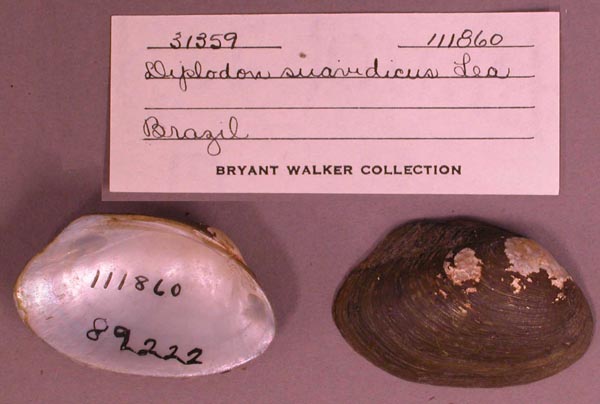 31359 111860
Diplodon suavidicus Lea
Brazil
BRYANT WALKER COLLECTION
111860
89222